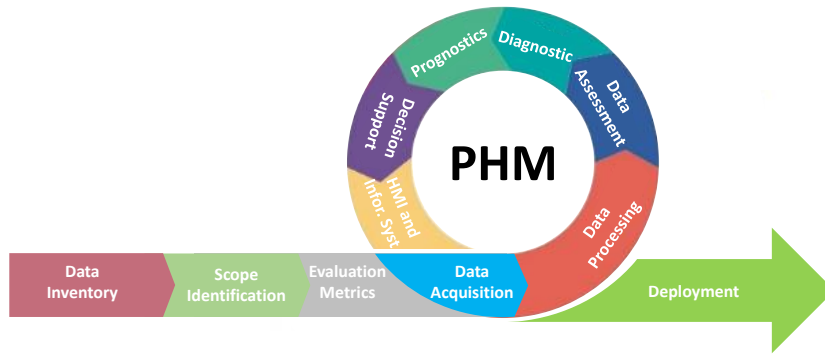 Prognostics
Diagnostic
Data
Assessment
Decision
Support
PHM
HMI and
Infor. Syst
Data
Processing
Data
Inventory
Scope
Identification
Evaluation
Metrics
Data
Acquisition
Deployment